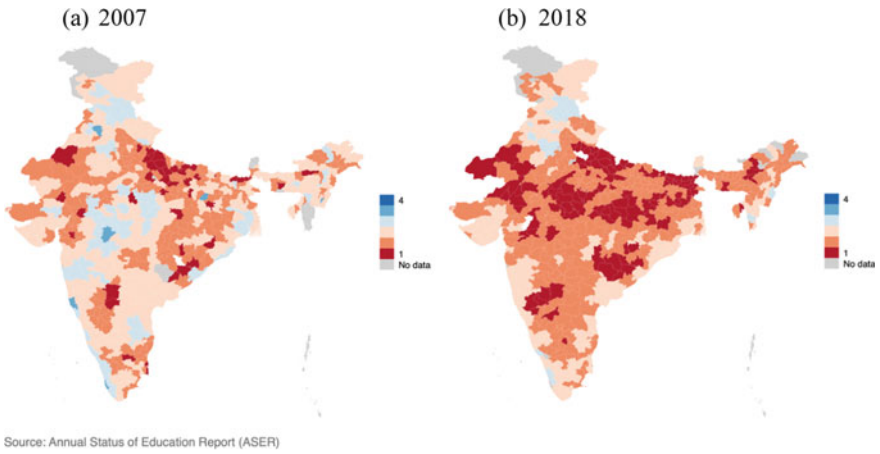 (a) 2007
(b) 2018
4
1
No data
4
1
No data
Source: Annual Status of Education Report (ASER)